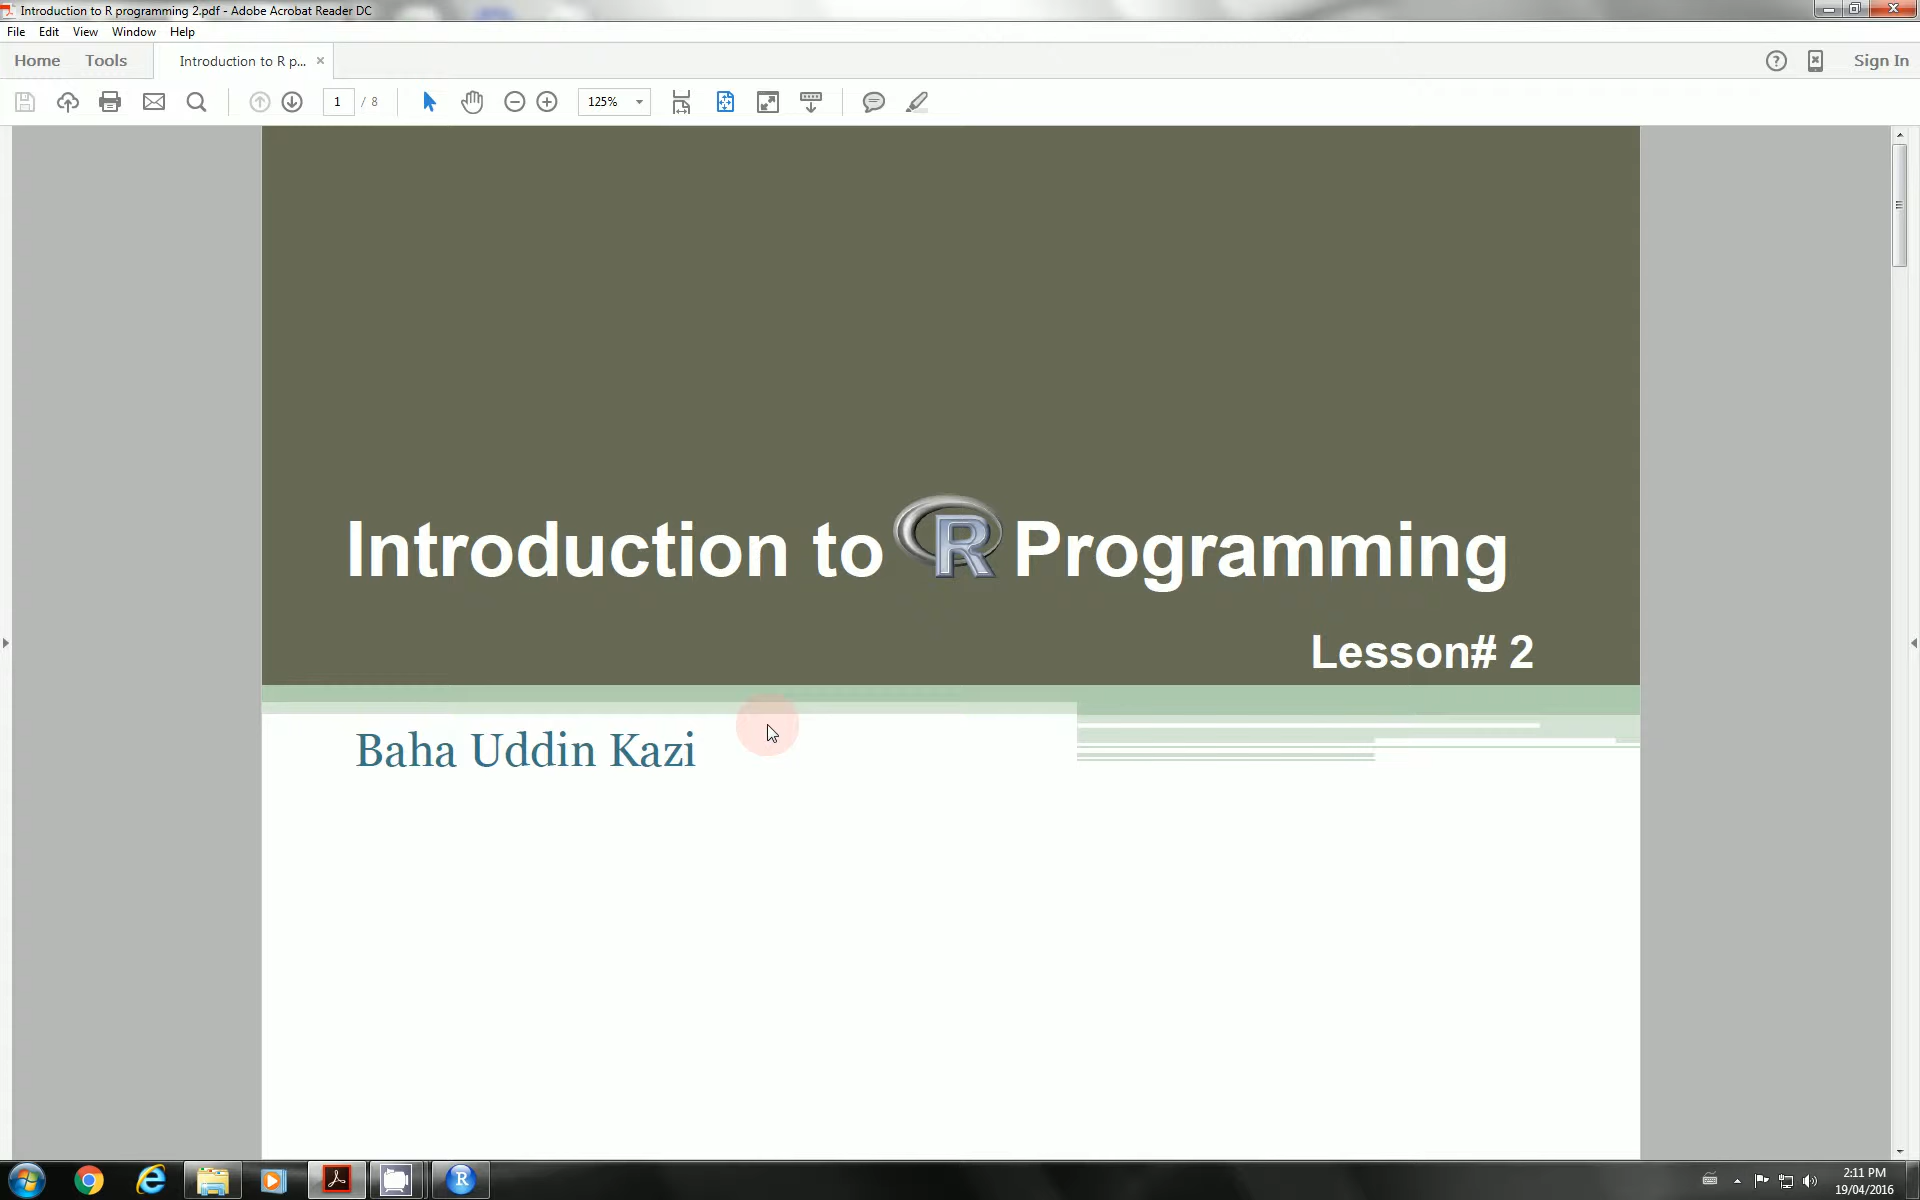 Introduction to R programming 2.pdf - Adobe Acrobat Reader DC
File Edit View Window Help
Home Tools Introduction to R p... × Sign In
1 / 8 125%
Introduction to R Programming
Lesson# 2
Baha Uddin Kazi
2:11 PM
19/04/2016